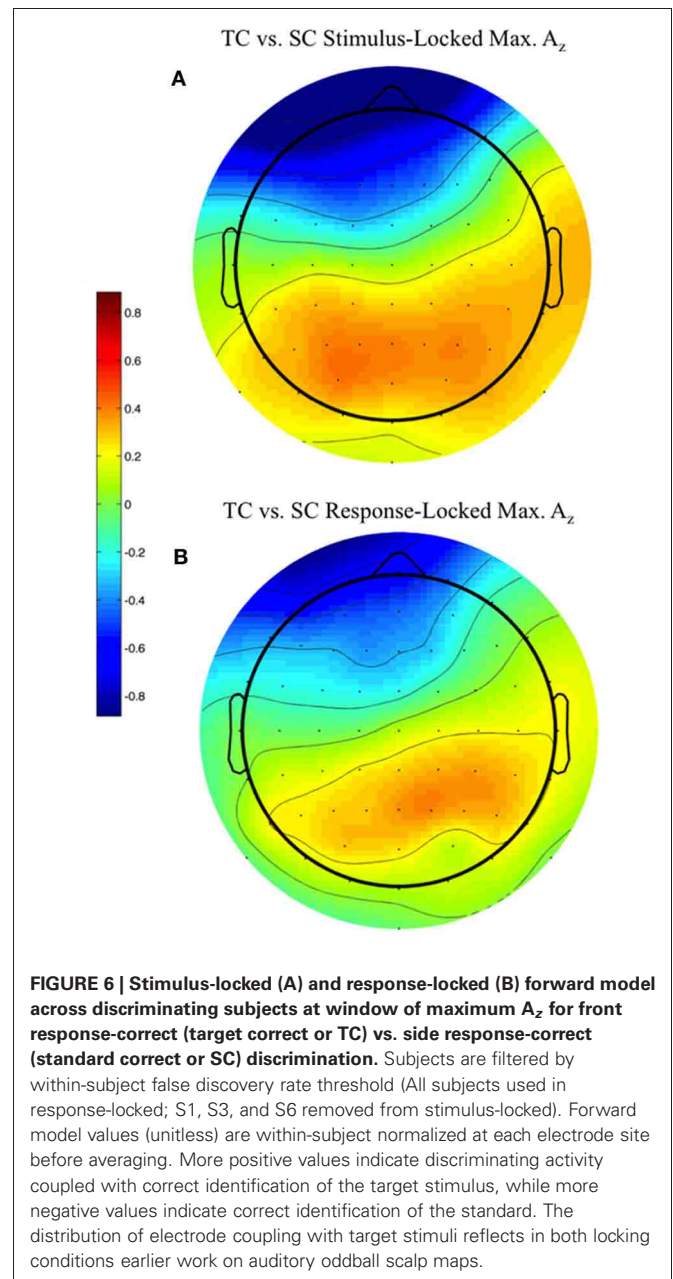 TC vs. SC Stimulus-Locked Max. Az
A
0.8
0.6
0.4
0.2
0
-0.2
-0.4
-0.6
-0.8
TC vs. SC Response-Locked Max. Az
B
FIGURE 6 | Stimulus-locked (A) and response-locked (B) forward model
across discriminating subjects at window of maximum Az for front
response-correct (target correct or TC) vs. side response-correct
(standard correct or SC) discrimination. Subjects are filtered by
within-subject false discovery rate threshold (All subjects used in
response-locked; S1, S3, and S6 removed from stimulus-locked). Forward
model values (unitless) are within-subject normalized at each electrode site
before averaging. More positive values indicate discriminating activity
coupled with correct identification of the target stimulus, while more
negative values indicate correct identification of the standard. The
distribution of electrode coupling with target stimuli reflects in both locking
conditions earlier work on auditory oddball scalp maps.